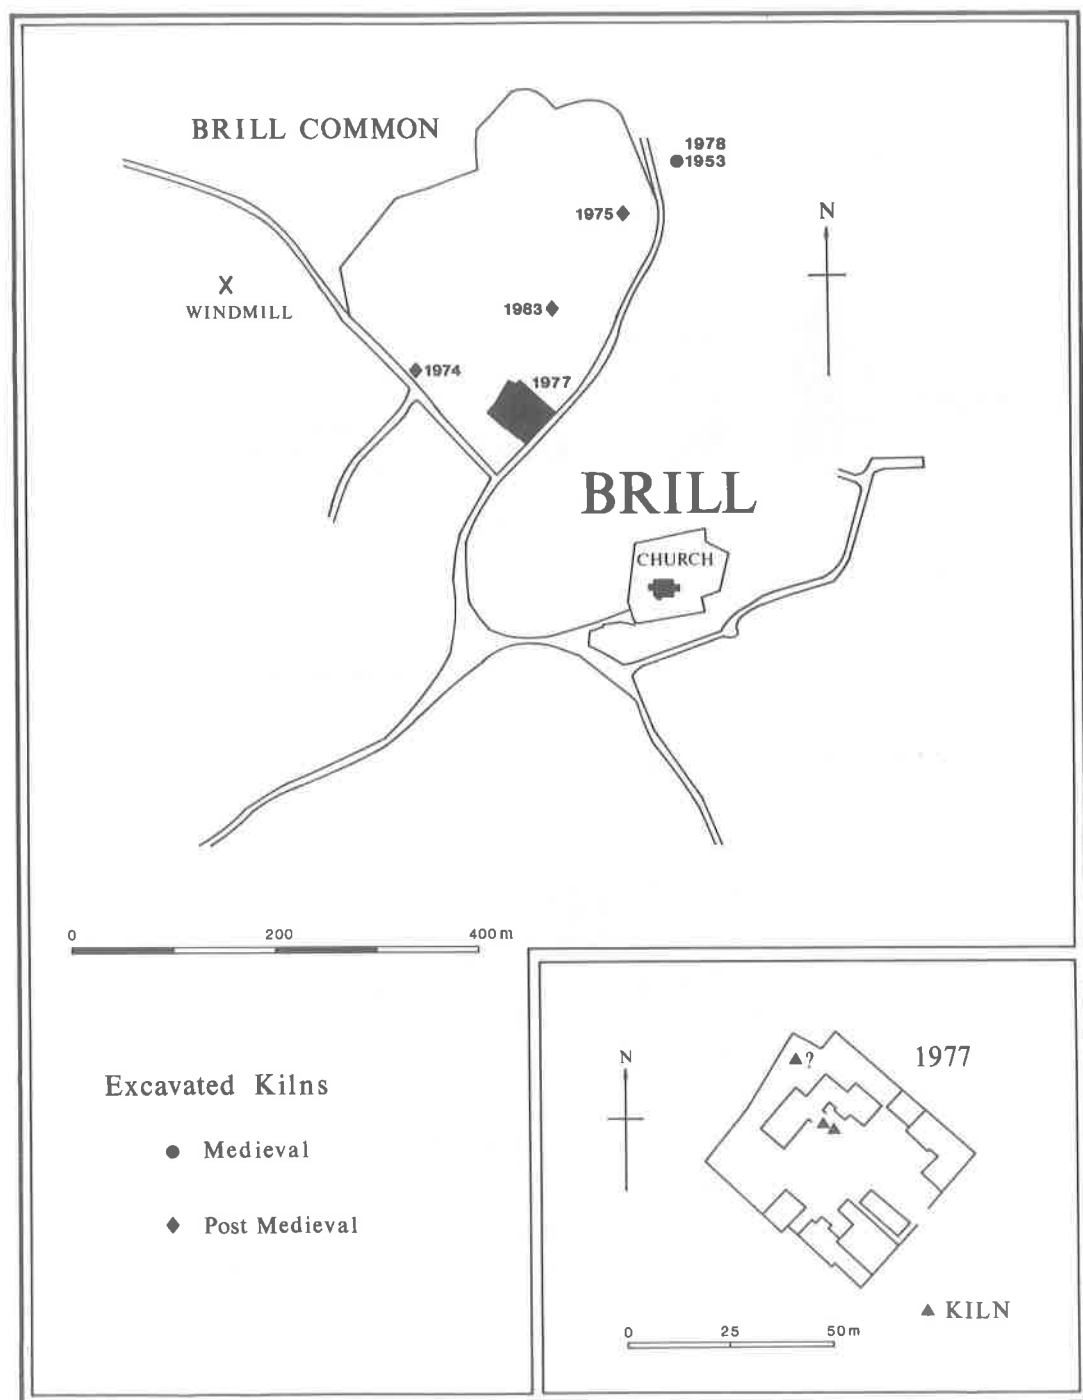 BRILL COMMON
1978
1953
1975
N
WINDMILL
1983
1974
1977
BRILL
CHURCH
0 200 400 m
Excavated Kilns
Medieval
Post Medieval
N
? 1977
KILN
0 25 50 m